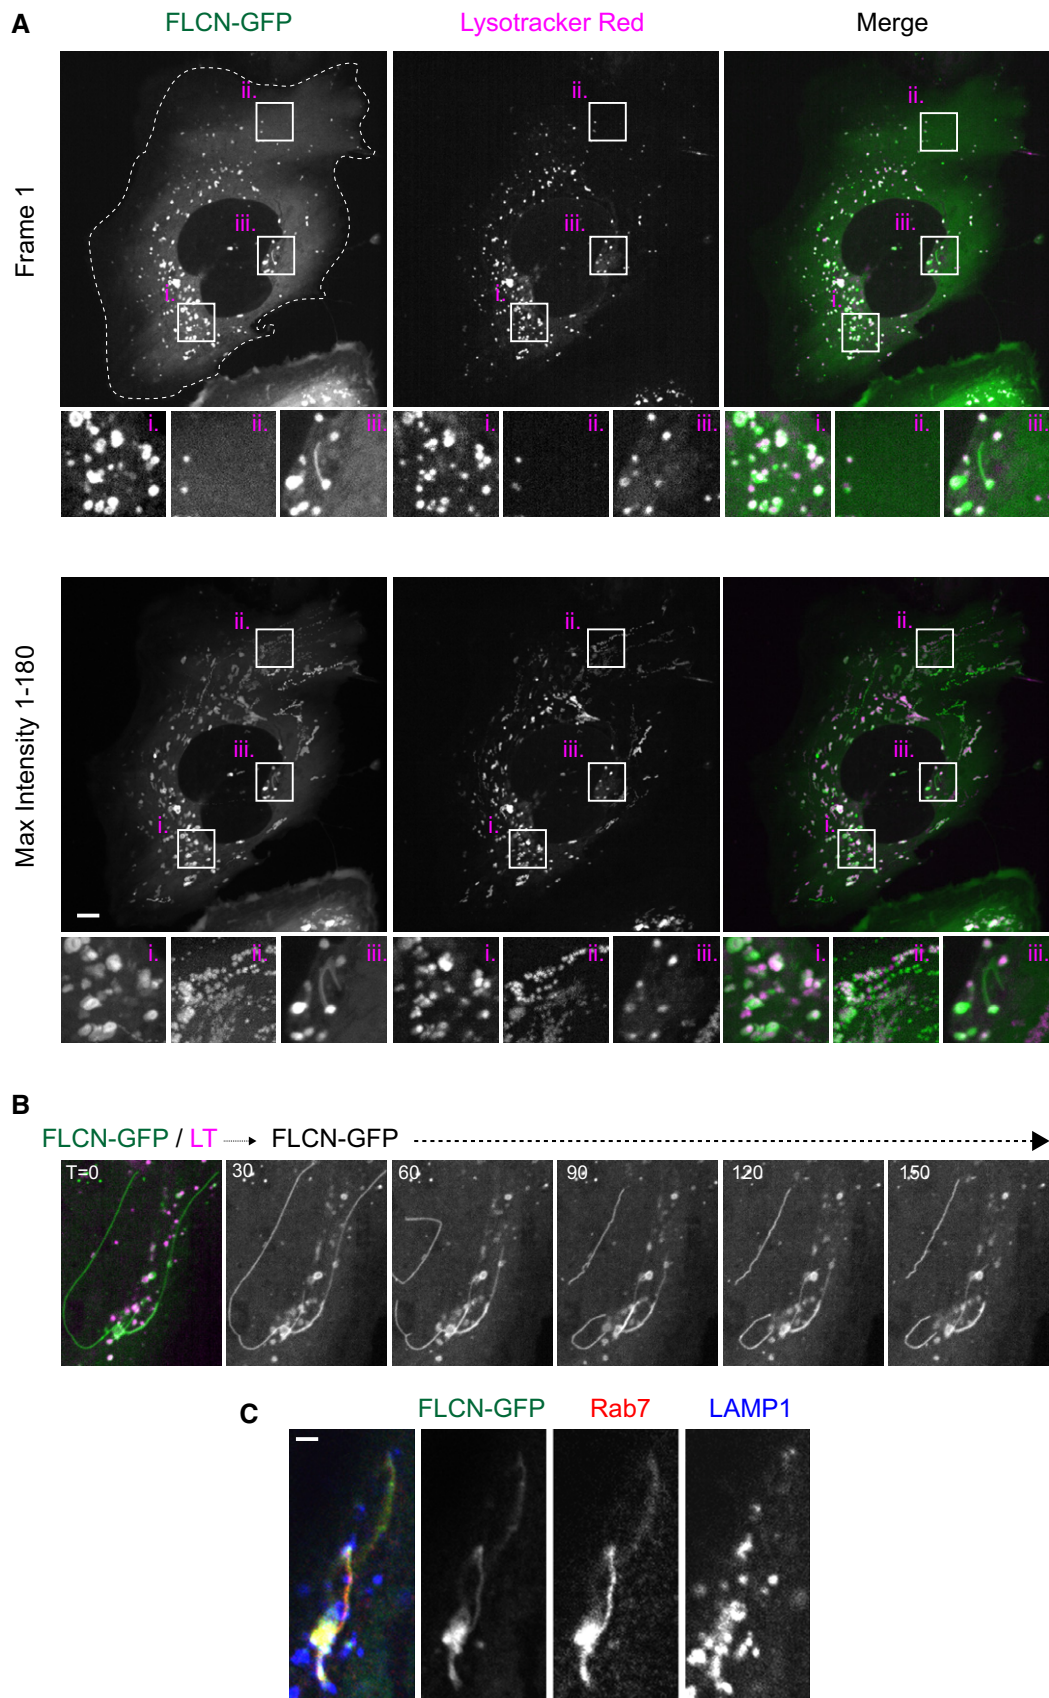 A
FLCN-GFP
Lysotracker Red
Merge
Frame 1
ii.
iii.
i.
ii.
iii.
i.
ii.
iii.
i.
i.
ii.
iii.
i.
ii.
iii.
i.
ii.
iii.
Max Intensity 1-180
ii.
iii.
i.
ii.
iii.
i.
ii.
iii.
i.
i.
ii.
iii.
i.
ii.
iii.
i.
ii.
iii.
B
FLCN-GFP / LT
FLCN-GFP
T=0
30
60
90
120
150
C
FLCN-GFP
Rab7
LAMP1